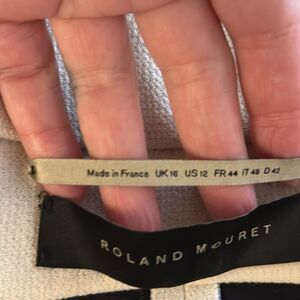 Made in France UK16 US12 FR44 IT48 D42
ROLAND MOURET